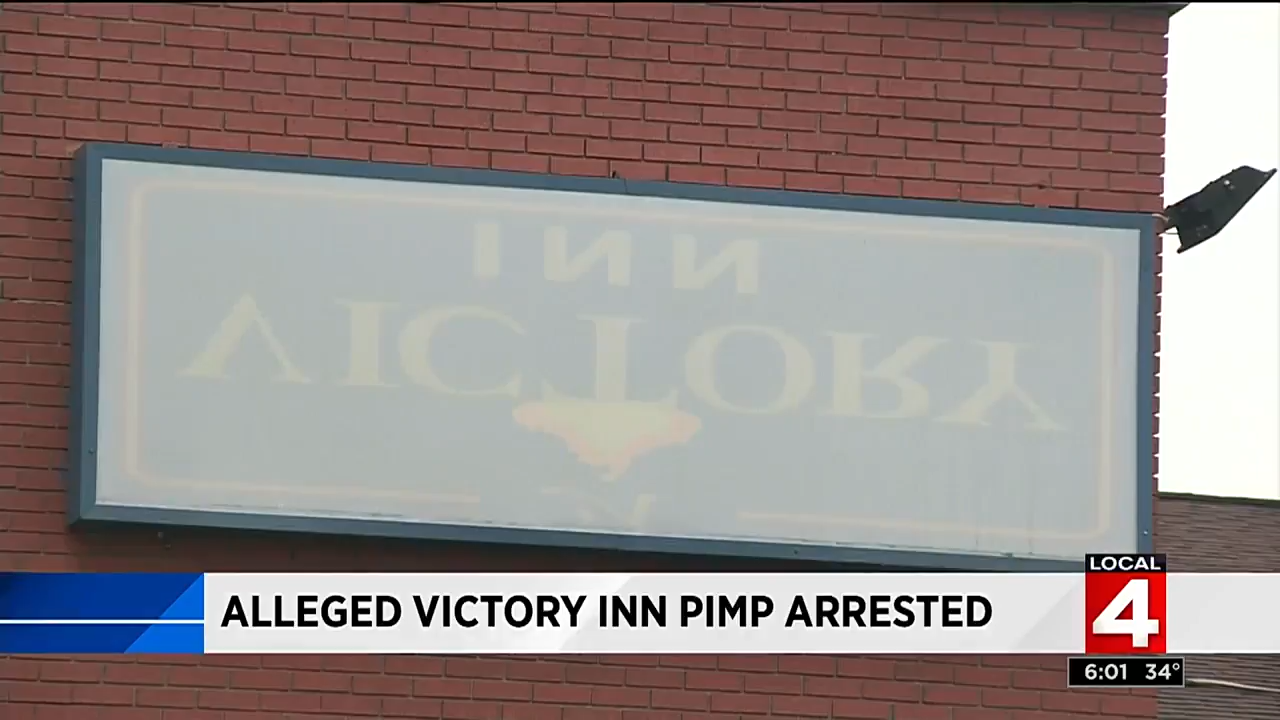 INN
VICTORY
ALLEGED VICTORY INN PIMP ARRESTED
LOCAL
4
6:01 34°